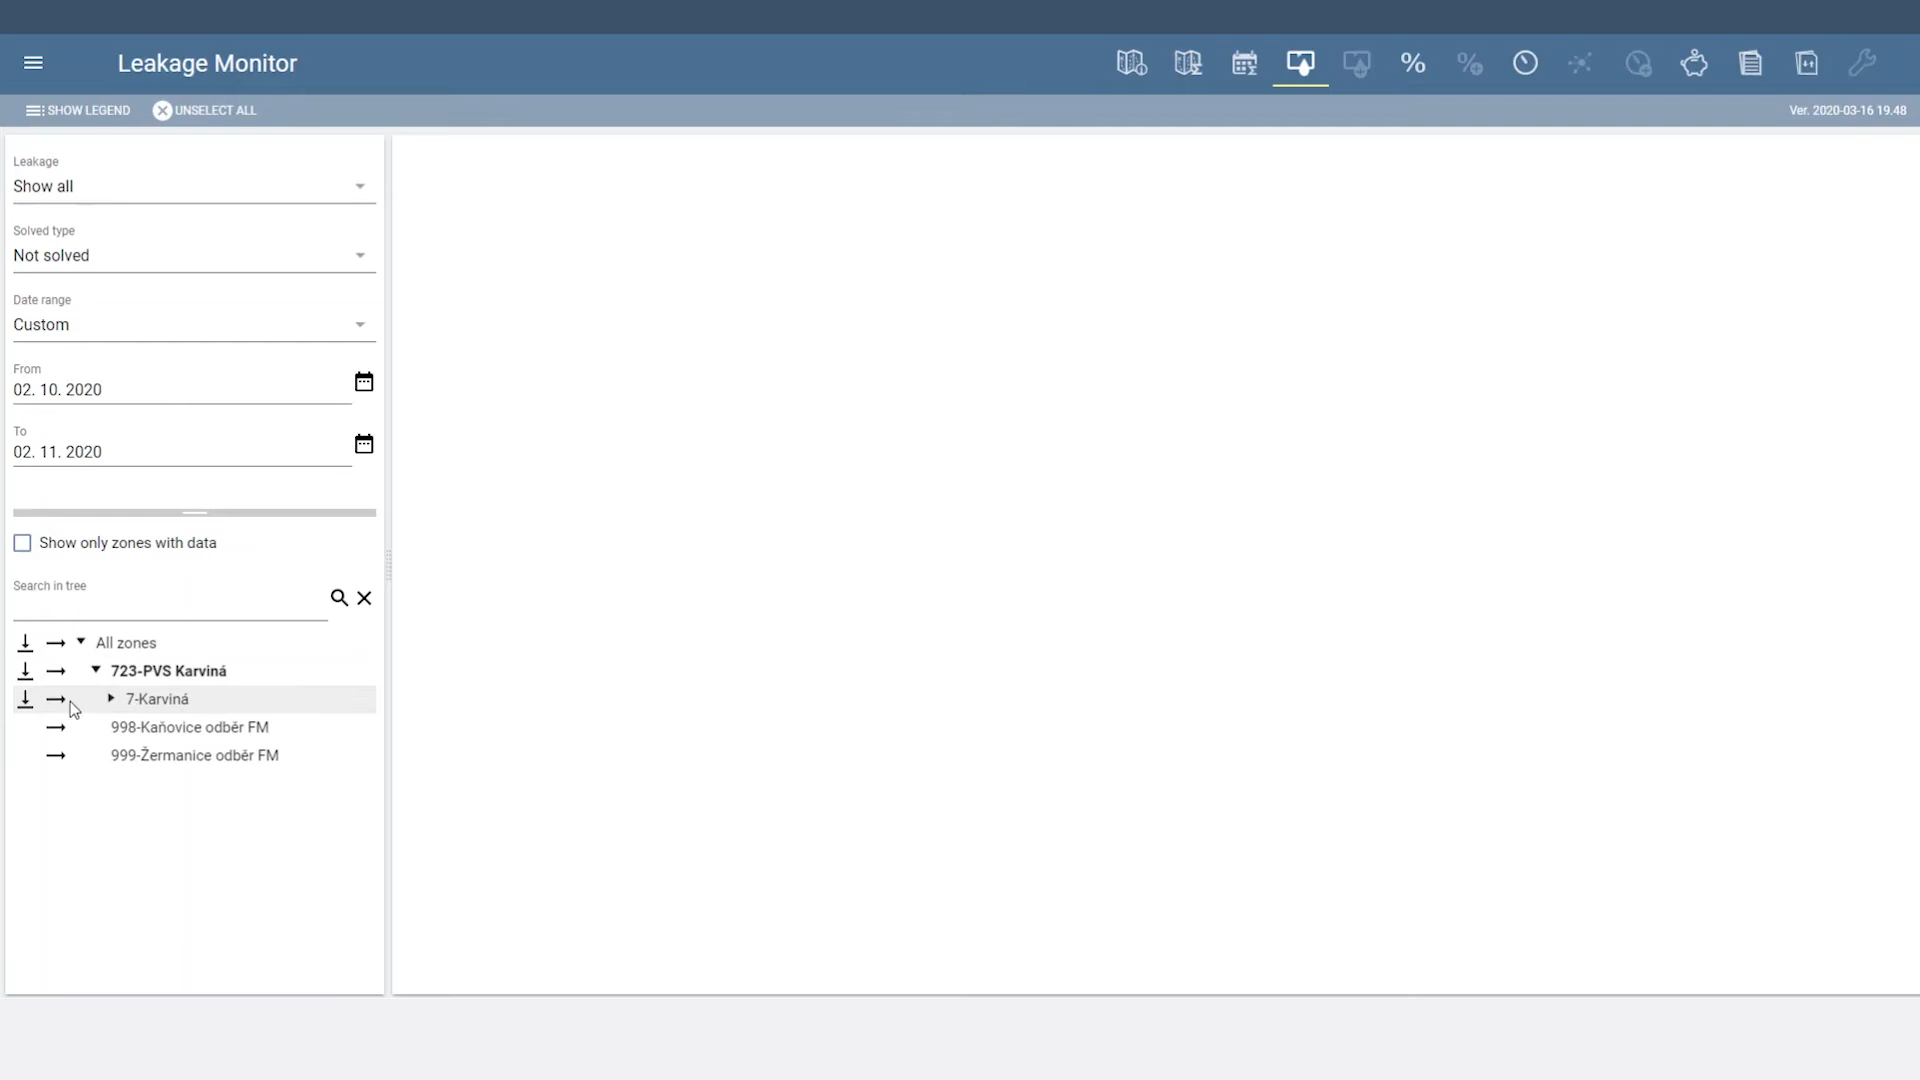 Leakage Monitor
%
SHOW LEGEND
UNSELECT ALL
Ver. 2020-03-16 19.48
Leakage
Show all
Solved type
Not solved
Date range
Custom
From
02. 10. 2020
To
02. 11. 2020
Show only zones with data
Search in tree
All zones
723-PVS Karviná
7-Karviná
998-Kaňovice odběr FM
999-Žermanice odběr FM